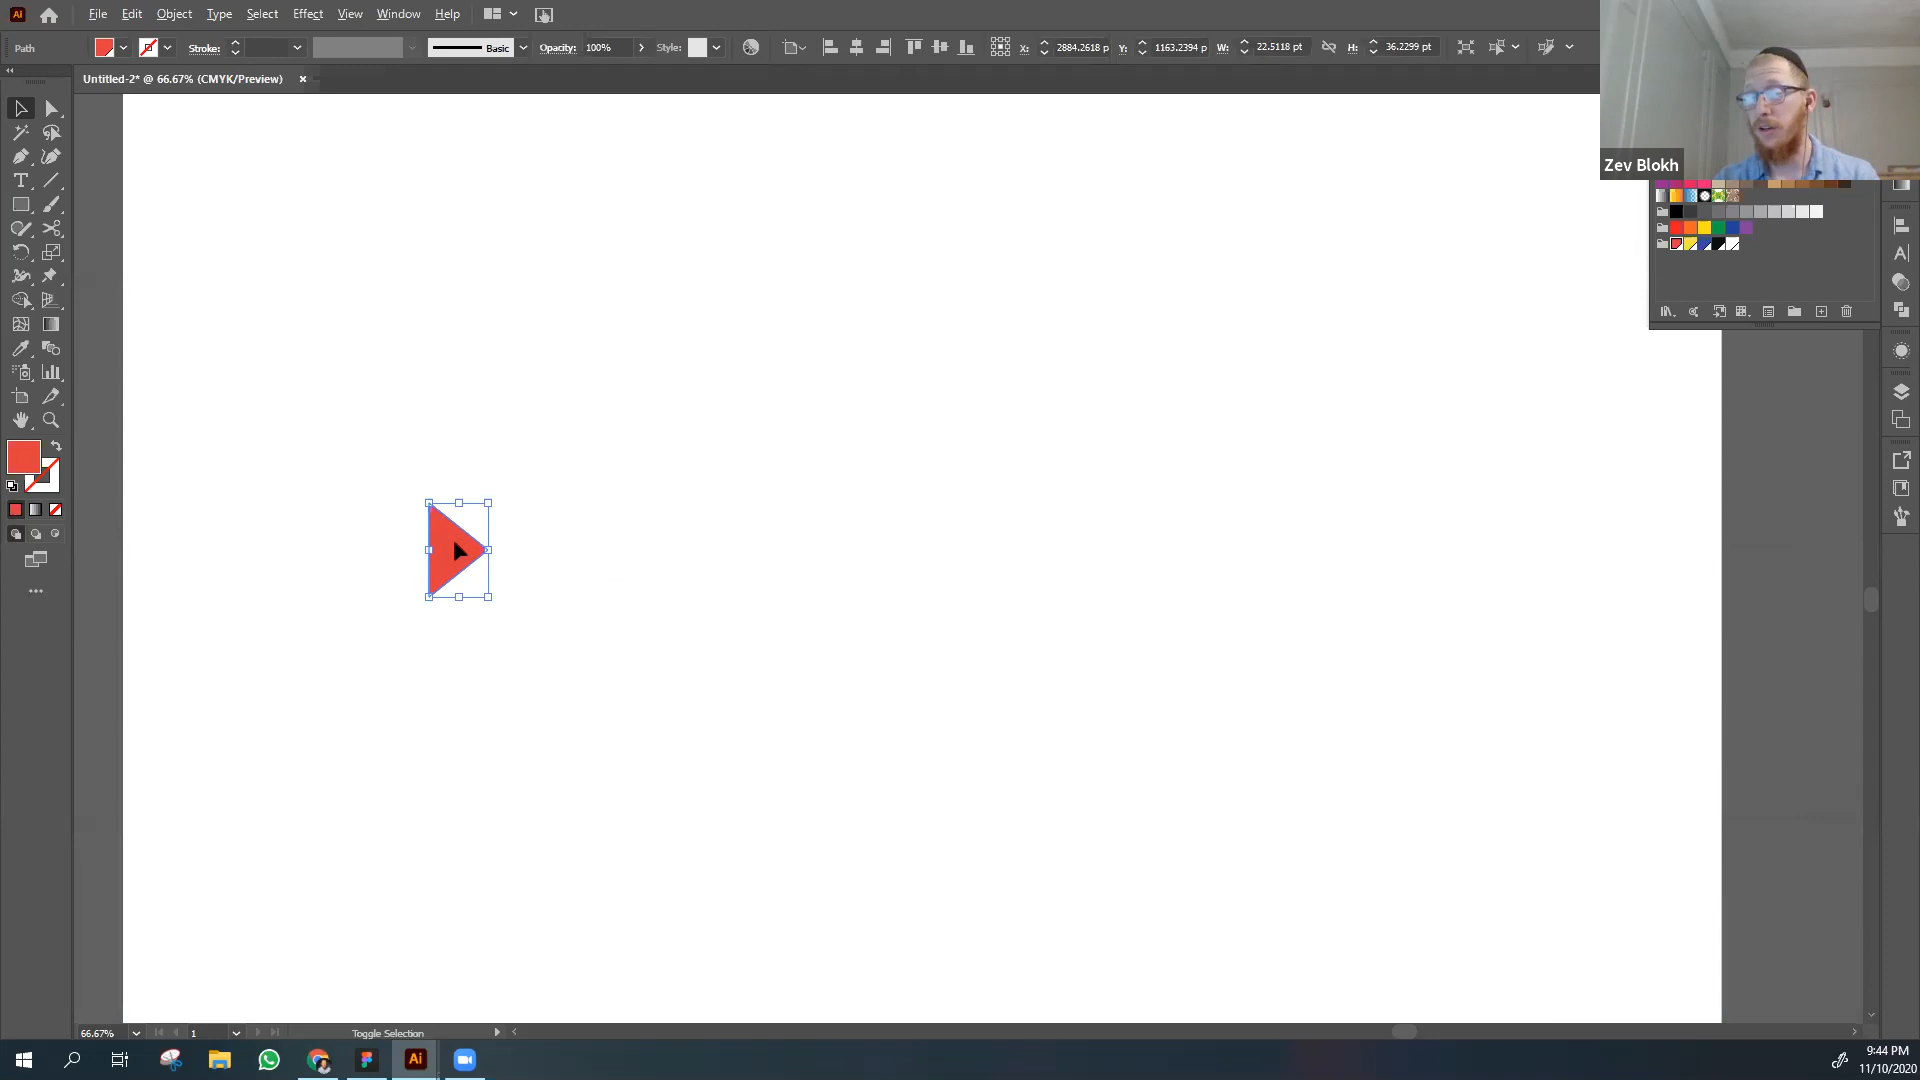 Ai File Edit Object Type Select Effect View Window Help
Path Stroke: Basic Opacity: 100% Style: X: 2884.2618 p Y: 1163.2394 p W: 22.5118 pt H: 36.2299 pt
Untitled-2* @ 66.67% (CMYK/Preview) ×
Zev Blokh
66.67% 1 Toggle Selection
Ai 9:44 PM
11/10/2020